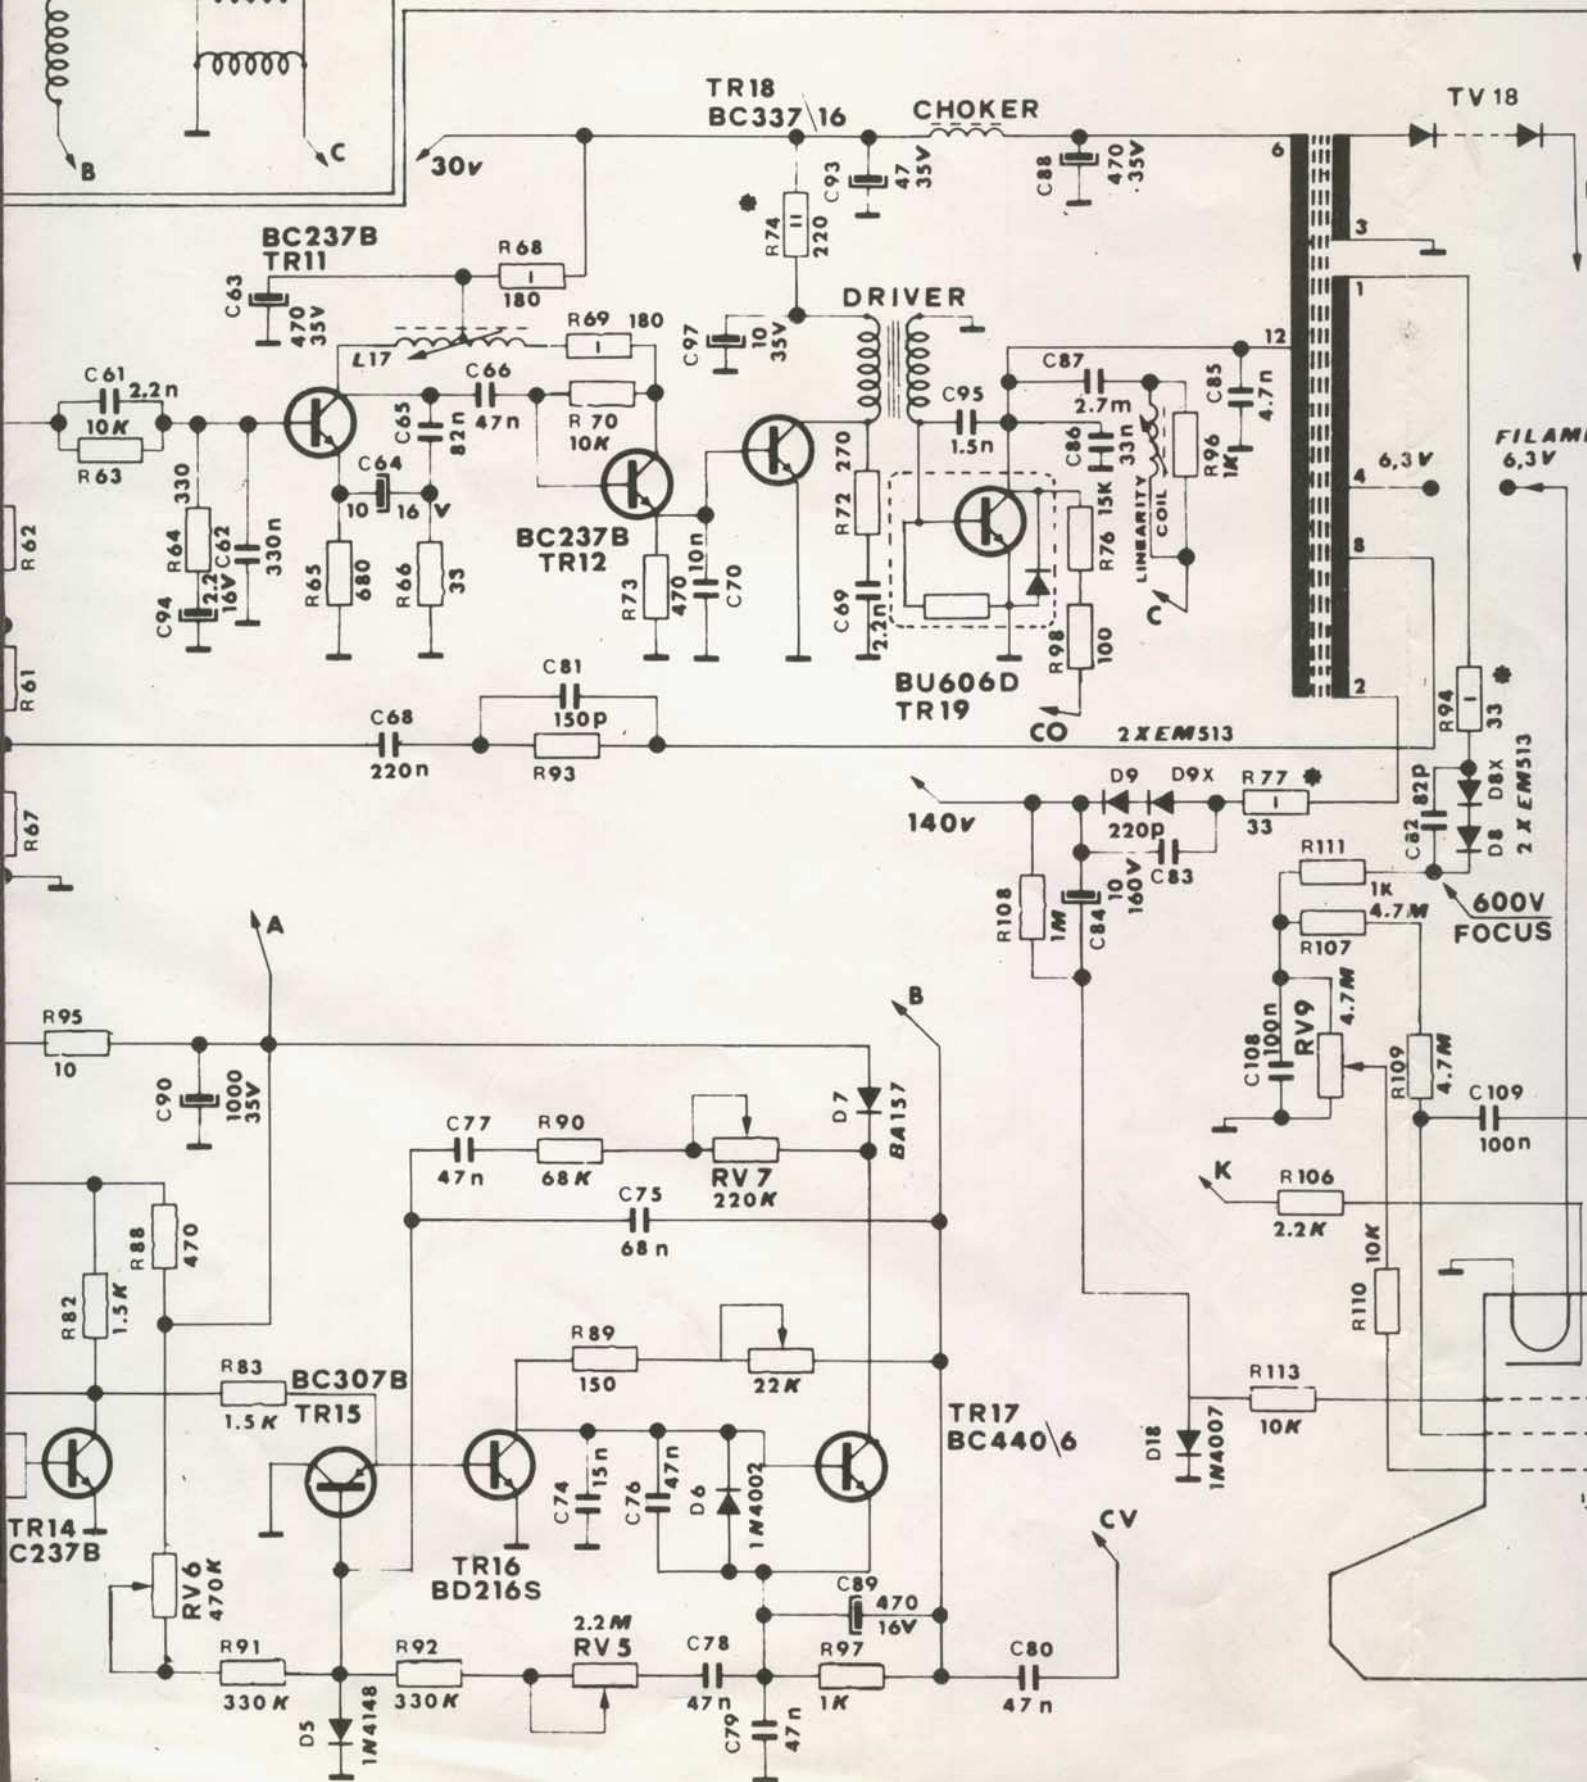 B
C
30v
TR18
BC337\16
CHOKER
TV 18
6
C93
47
35V
C88
470
35V
R74
220
*
3
BC237B
TR11
R68
180
C63
470
35V
L17
R69
180
DRIVER
C97
10
35V
1
12
C61
2.2n
10K
R63
C66
47n
R 70
10K
C65
82n
C95
1.5n
C87
2.7m
C86
33n
15K
LINEARITY
COIL
R96
1K
C85
4.7n
FILAM
6,3V
6,3V
4
R62
330
R64
C62
330n
2.2
16V
C94
C64
10
16 V
R65
680
R66
33
BC237B
TR12
R73
470
10n
C70
270
R72
C69
2.2n
R76
R98
100
C
8
R61
BU606D
TR19
CO
2
C81
150p
C68
220n
R93
2XEM513
R94
33
*
140v
D9
D9X
R77
*
33
220p
C83
82p
C82
D8X
D8
2 X EM513
R67
R111
1K
4.7M
R107
600V
FOCUS
R108
1M
C84
10
160V
A
B
R95
10
C90
1000
35V
C108
100n
RV9
4.7M
R109
4.7M
C109
100n
D7
BA157
C77
47n
R90
68K
RV7
220K
C75
68n
K
R106
2.2K
R88
470
R82
1.5K
R110
10K
R89
150
22K
R83
1.5K
BC307B
TR15
TR17
BC440\6
R113
10K
D18
1N4007
C74
15n
C76
47n
D6
1N4002
TR14
C237B
TR16
BD216S
CV
RV6
470K
C89
470
16V
R91
330K
R92
330K
2.2M
RV5
C78
47n
R97
1K
C80
47n
D5
1N4148
C79
47n